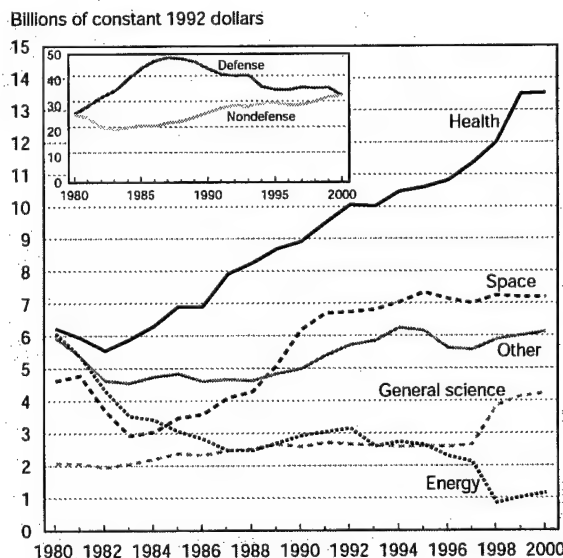 Billions of constant 1992 dollars
15
14
13
12
11
10
9
8
7
6
5
4
3
2
1
0
50
40
30
20
10
0
Defense
Nondefense
1980 1985 1990 1995 2000
Health
Space
Other
General science
Energy
1980 1982 1984 1986 1988 1990 1992 1994 1996 1998 2000